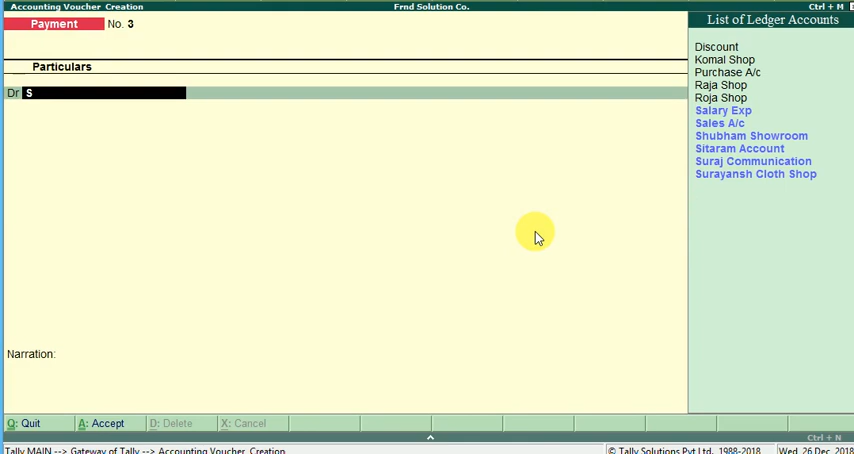 Accounting Voucher Creation
Frnd Solution Co.
Ctrl + M
Payment No. 3
Particulars
Dr S
List of Ledger Accounts
Discount
Komal Shop
Purchase A/c
Raja Shop
Roja Shop
Salary Exp
Sales A/c
Shubham Showroom
Sitaram Account
Suraj Communication
Surayansh Cloth Shop
Narration:
Q: Quit
A: Accept
D: Delete
X: Cancel
Ctrl + N
Tally MAIN --> Gateway of Tally --> Accounting Voucher Creation
© Tally Solutions Pvt Ltd, 1988-2018
Wed, 26 Dec, 2018